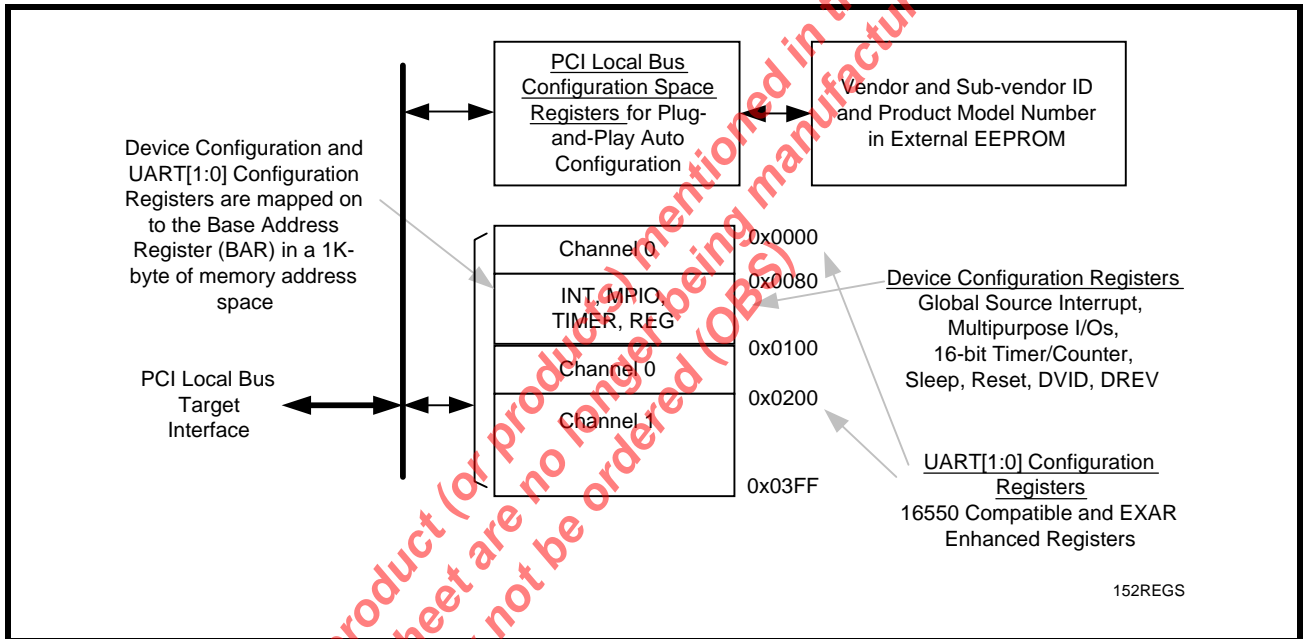 PCI Local Bus
Configuration Space
Registers for Plug-
and-Play Auto
Configuration
Vendor and Sub-vendor ID
and Product Model Number
in External EEPROM
Device Configuration and
UART[1:0] Configuration
Registers are mapped on
to the Base Address
Register (BAR) in a 1K-
byte of memory address
space
PCI Local Bus
Target
Interface
Channel 0
INT, MPIO,
TIMER, REG
Channel 0
Channel 1
0x0000
0x0080
0x0100
0x0200
0x03FF
Device Configuration Registers
Global Source Interrupt,
Multipurpose I/Os,
16-bit Timer/Counter,
Sleep, Reset, DVID, DREV
UART[1:0] Configuration
Registers
16550 Compatible and EXAR
Enhanced Registers
152REGS
product (or products) mentioned in
sheet are no longer being
not be ordered (OBS)